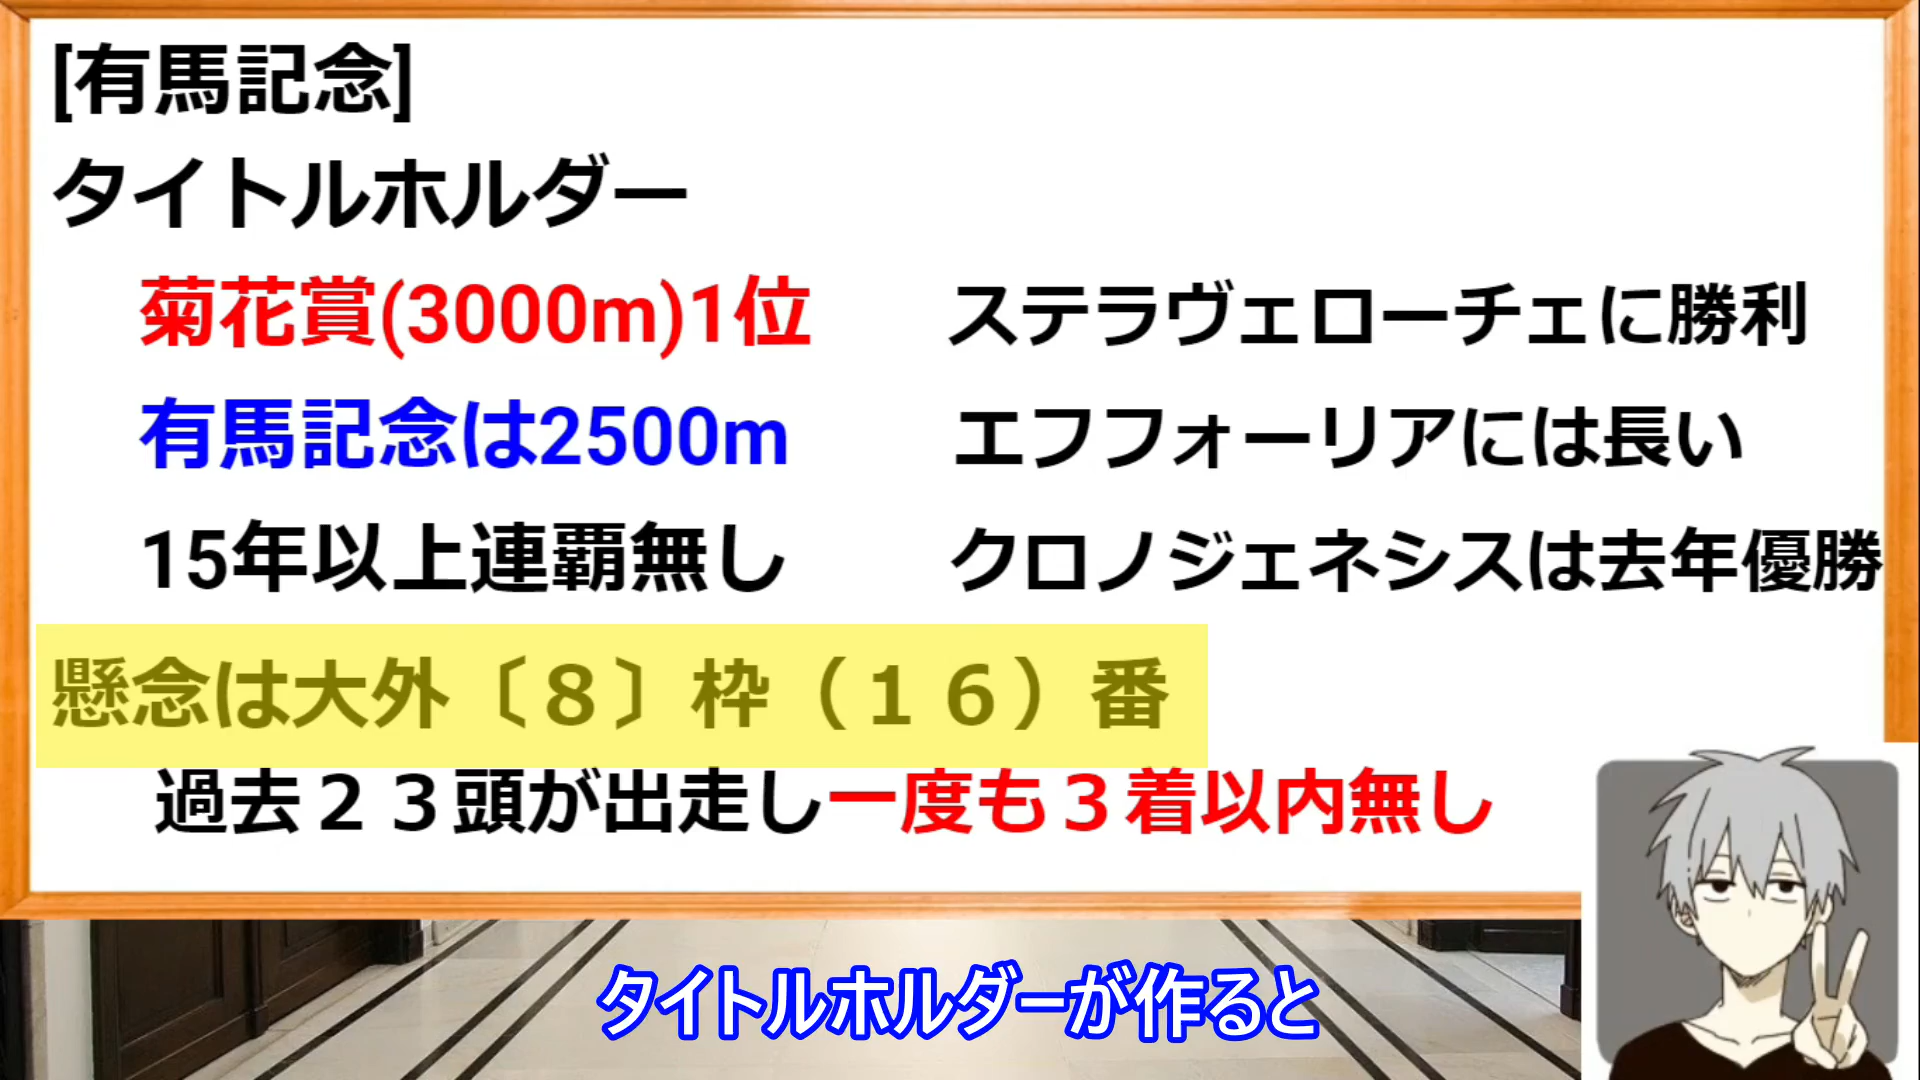 [有馬記念]
タイトルホルダー
菊花賞(3000m)1位 ステラヴェローチェに勝利
有馬記念は2500m エフフォーリアには長い
15年以上連覇無し クロノジェネシスは去年優勝
懸念は大外〔８〕枠（１６）番
過去２３頭が出走し一度も３着以内無し
タイトルホルダーが作ると